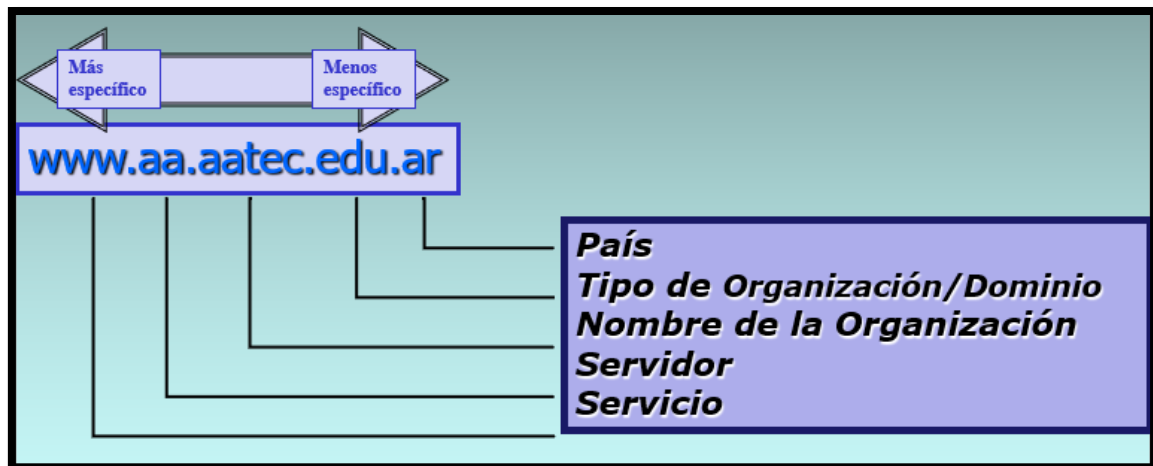 Más
específico
Menos
específico
www.aa.aatec.edu.ar
País
Tipo de Organización/Dominio
Nombre de la Organización
Servidor
Servicio